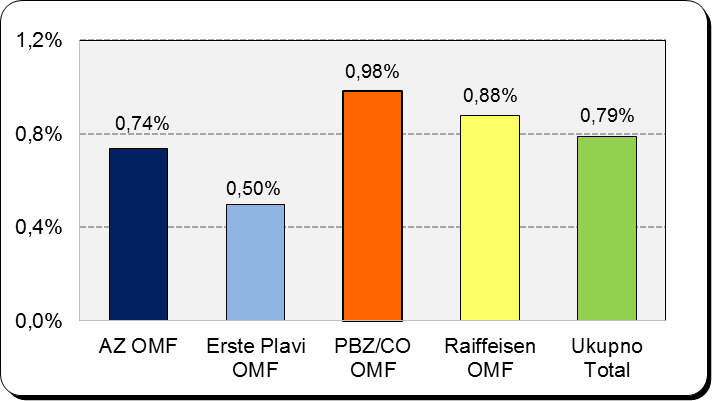 1,2%
0,98%
0,88%
0,74%
0,79%
0,8%
0,50%
0,4%
0,0%
AZ OMF
Erste Plavi
OMF
PBZ/CO
OMF
Raiffeisen
OMF
Ukupno
Total